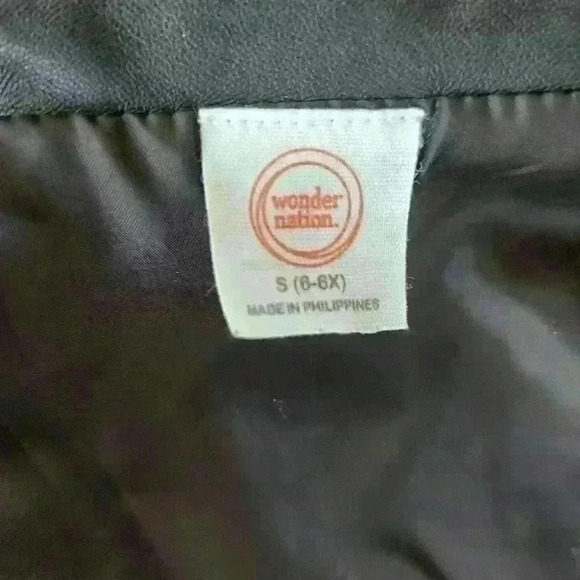 wonder
nation.
S (6-6X)
MADE IN PHILIPPINES